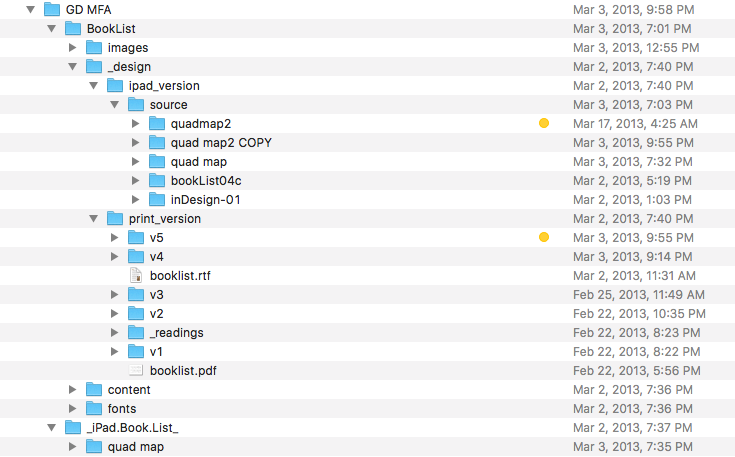 GD MFA Mar 3, 2013, 9:58 PM
BookList Mar 3, 2013, 7:01 PM
images Mar 3, 2013, 12:55 PM
_design Mar 2, 2013, 7:40 PM
ipad_version Mar 2, 2013, 7:40 PM
source Mar 3, 2013, 7:03 PM
quadmap2 Mar 17, 2013, 4:25 AM
quad map2 COPY Mar 3, 2013, 9:55 PM
quad map Mar 3, 2013, 7:32 PM
bookList04c Mar 2, 2013, 5:19 PM
inDesign-01 Mar 2, 2013, 1:03 PM
print_version Mar 2, 2013, 7:40 PM
v5 Mar 3, 2013, 9:55 PM
v4 Mar 3, 2013, 9:14 PM
booklist.rtf Mar 2, 2013, 11:31 AM
v3 Feb 25, 2013, 11:49 AM
v2 Feb 22, 2013, 10:35 PM
_readings Feb 22, 2013, 8:23 PM
v1 Feb 22, 2013, 8:22 PM
booklist.pdf Feb 22, 2013, 5:56 PM
content Mar 2, 2013, 7:36 PM
fonts Mar 2, 2013, 7:36 PM
_iPad.Book.List_ Mar 2, 2013, 7:37 PM
quad map Mar 3, 2013, 7:35 PM